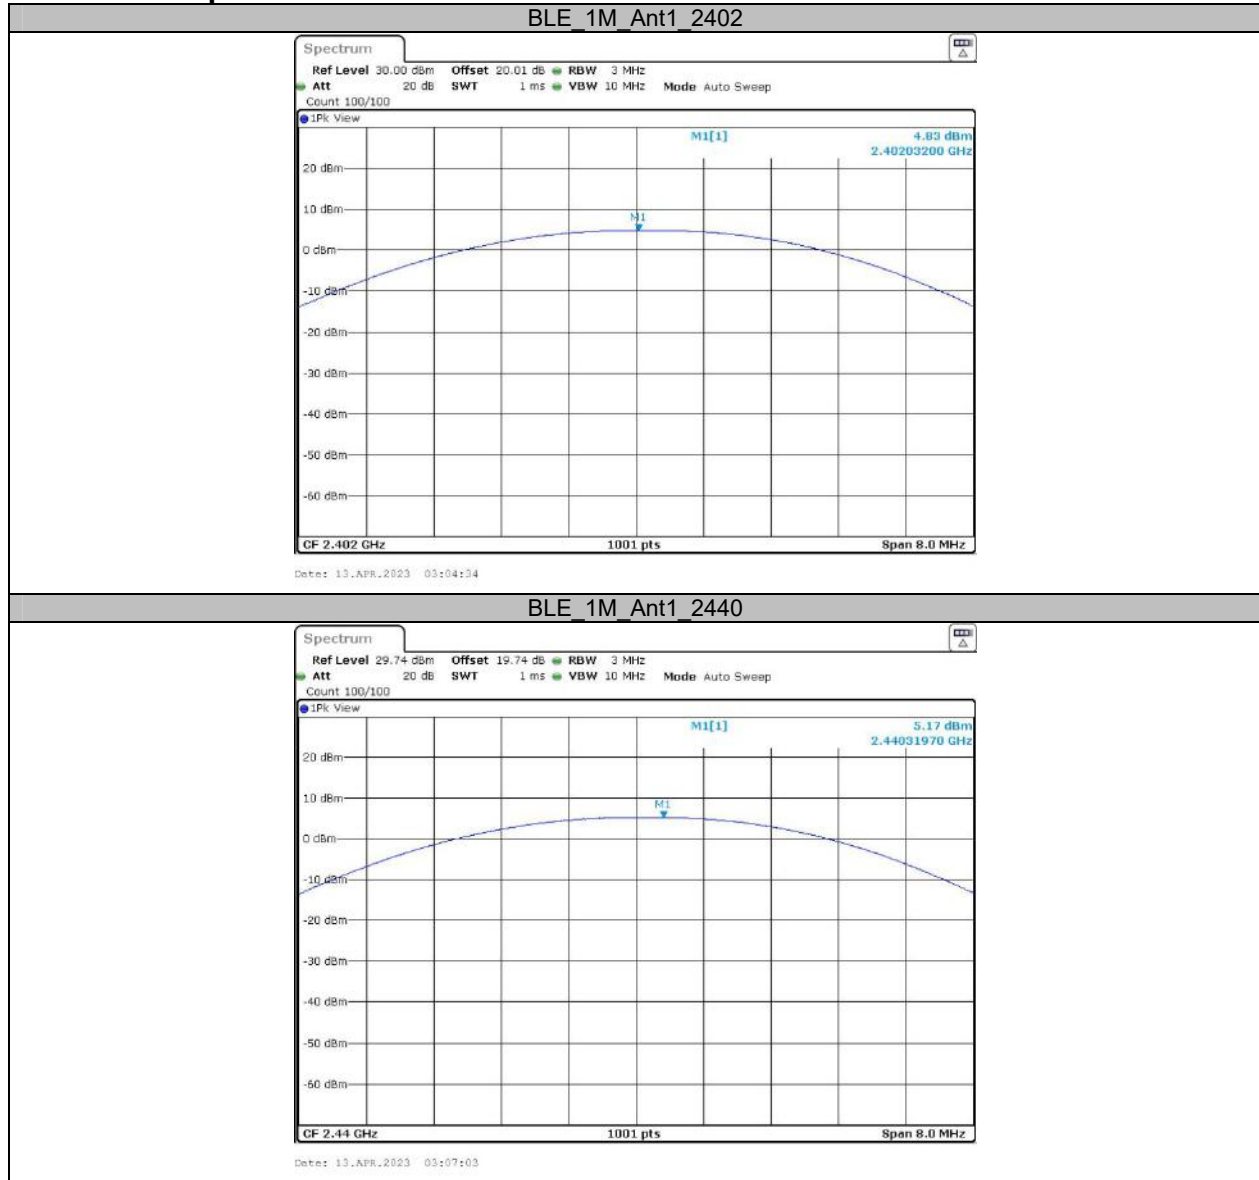 BLE_1M_Ant1_2402
Spectrum
Ref Level 30.00 dBm Offset 20.01 dB RBW 3 MHz
Att 20 dB SWT 1 ms VBW 10 MHz Mode Auto Sweep
Count 100/100
1Pk View
M1[1] 4.83 dBm
2.40203200 GHz
20 dBm
10 dBm
M1
0 dBm
-10 dBm
-20 dBm
-30 dBm
-40 dBm
-50 dBm
-60 dBm
CF 2.402 GHz 1001 pts Span 8.0 MHz
Date: 13.APR.2023 03:04:34
BLE_1M_Ant1_2440
Spectrum
Ref Level 29.74 dBm Offset 19.74 dB RBW 3 MHz
Att 20 dB SWT 1 ms VBW 10 MHz Mode Auto Sweep
Count 100/100
1Pk View
M1[1] 5.17 dBm
2.44031970 GHz
20 dBm
10 dBm
M1
0 dBm
-10 dBm
-20 dBm
-30 dBm
-40 dBm
-50 dBm
-60 dBm
CF 2.44 GHz 1001 pts Span 8.0 MHz
Date: 13.APR.2023 03:07:03